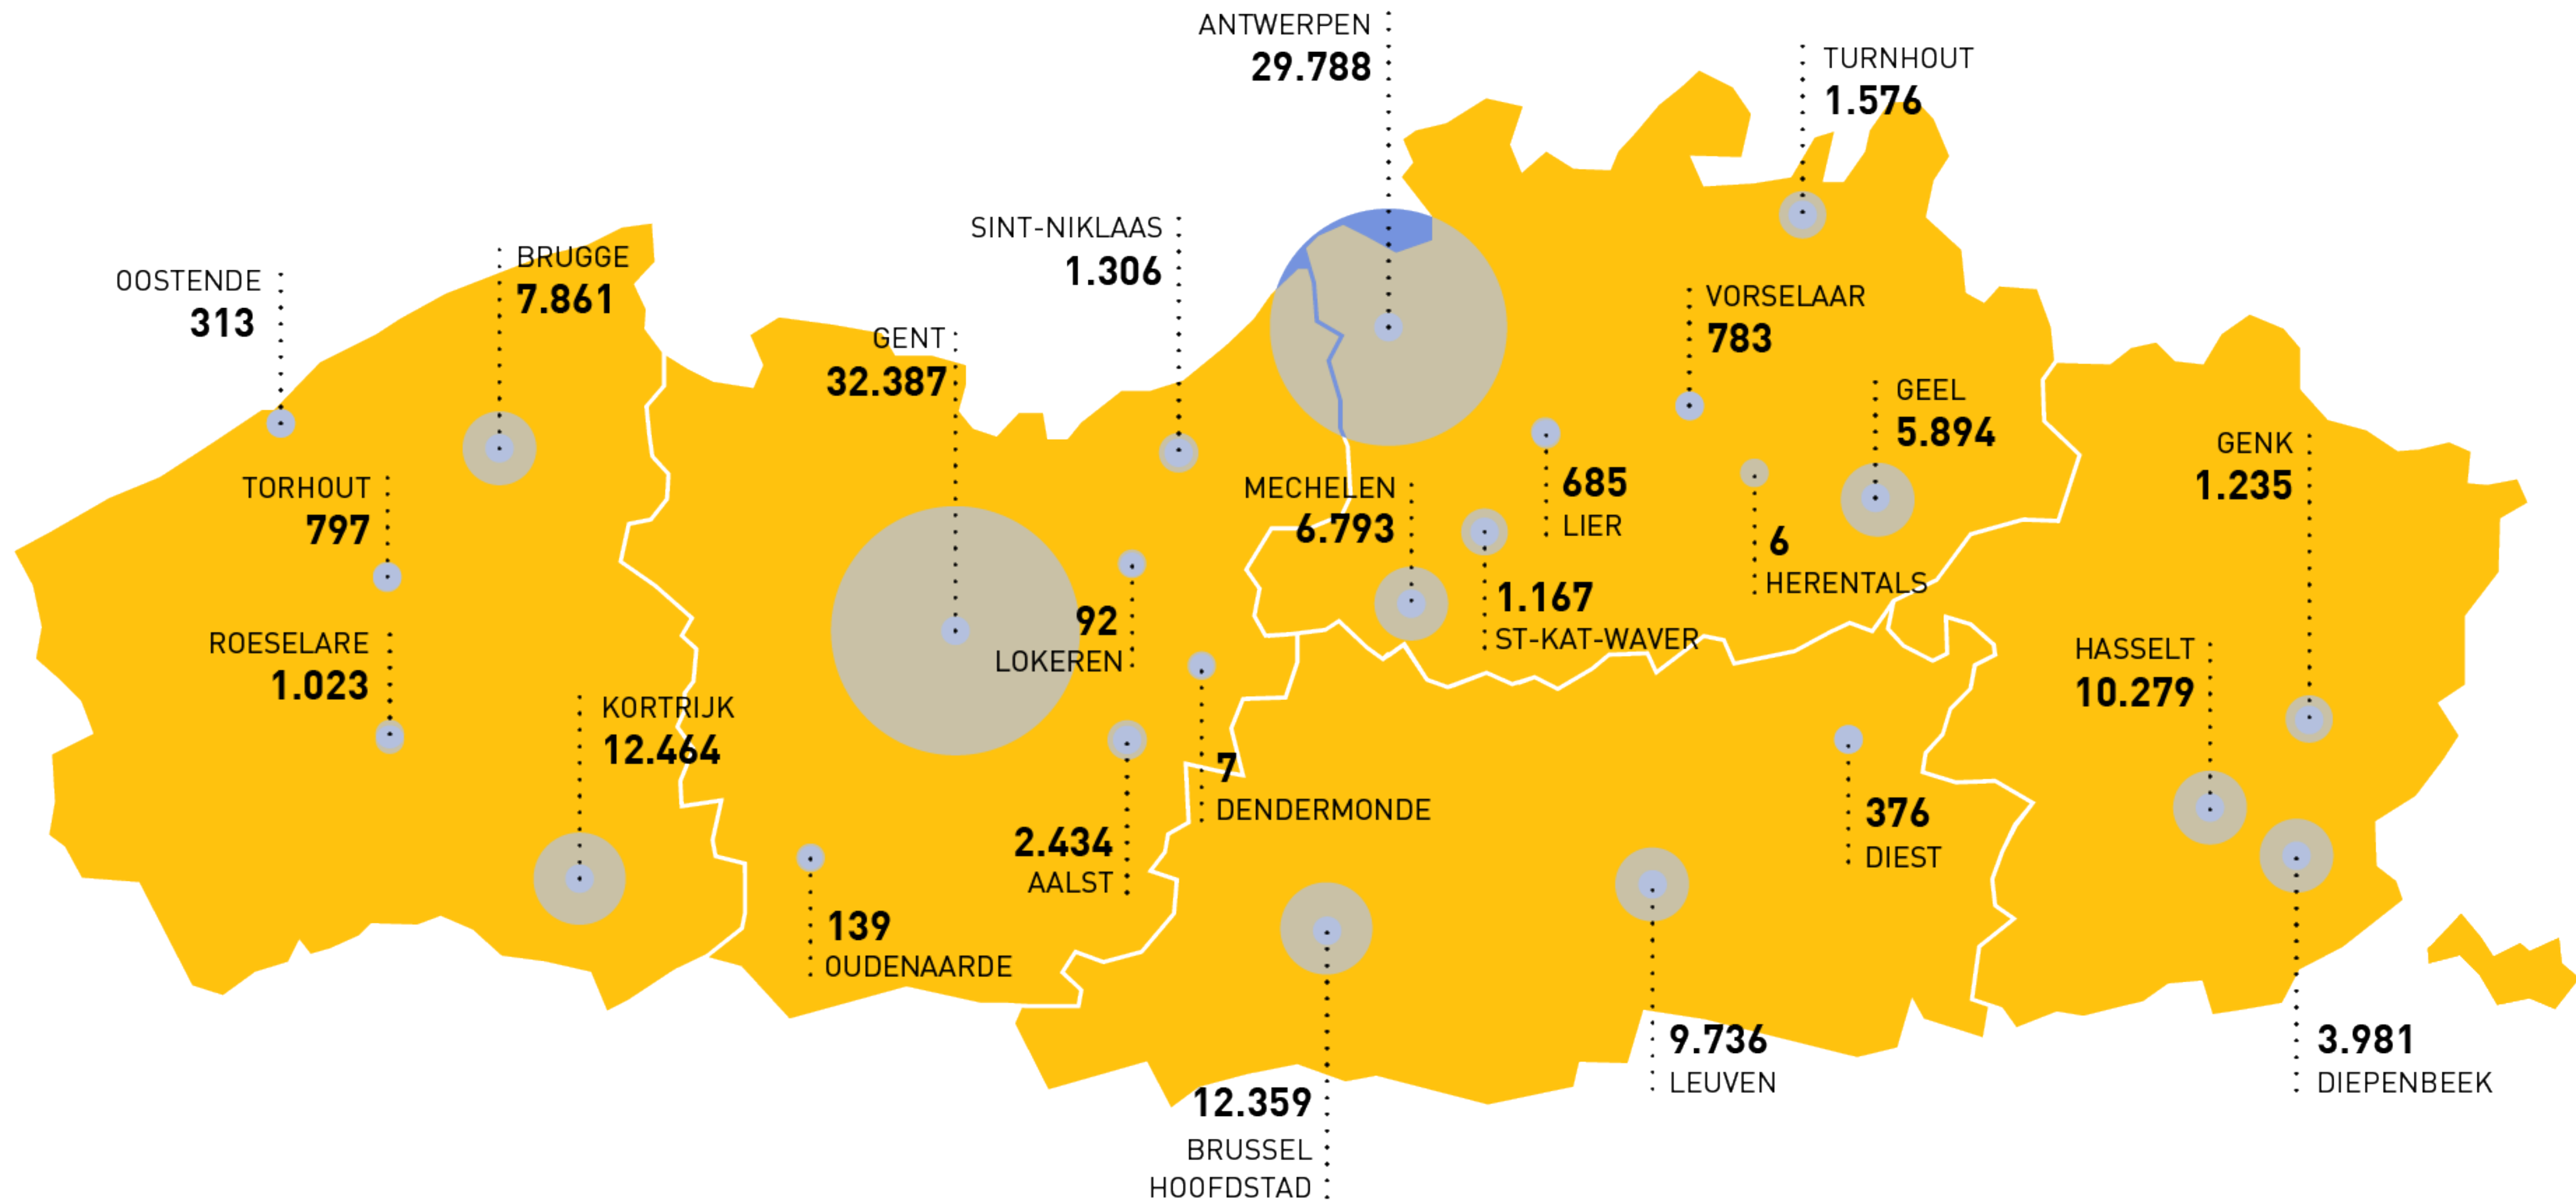 ANTWERPEN
29.788
TURNHOUT
1.576
SINT-NIKLAAS
1.306
BRUGGE
7.861
OOSTENDE
313
VORSELAAR
783
GENT
32.387
GEEL
5.894
GENK
1.235
TORHOUT
797
MECHELEN
6.793
685
LIER
6
HERENTALS
1.167
ST-KAT-WAVER
92
LOKEREN
ROESELARE
1.023
HASSELT
10.279
KORTRIJK
12.464
7
DENDERMONDE
376
DIEST
2.434
AALST
139
OUDENAARDE
9.736
LEUVEN
3.981
DIEPENBEEK
12.359
BRUSSEL
HOOFDSTAD